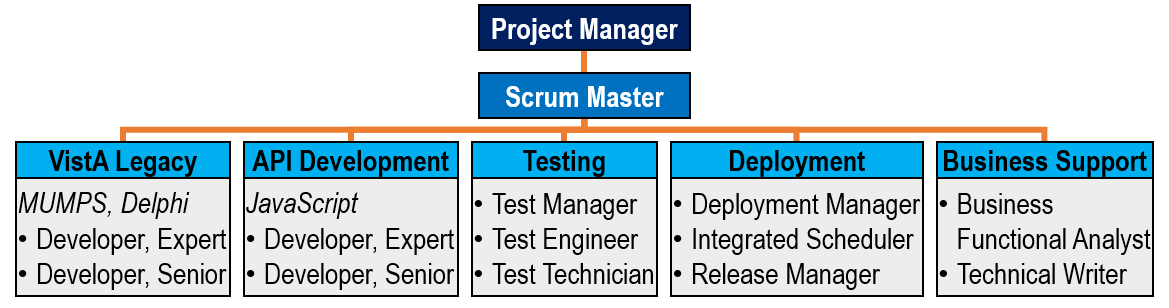 Project Manager
Scrum Master
VistA Legacy
MUMPS, Delphi
• Developer, Expert
• Developer, Senior
API Development
JavaScript
• Developer, Expert
• Developer, Senior
Testing
• Test Manager
• Test Engineer
• Test Technician
Deployment
• Deployment Manager
• Integrated Scheduler
• Release Manager
Business Support
• Business
Functional Analyst
• Technical Writer